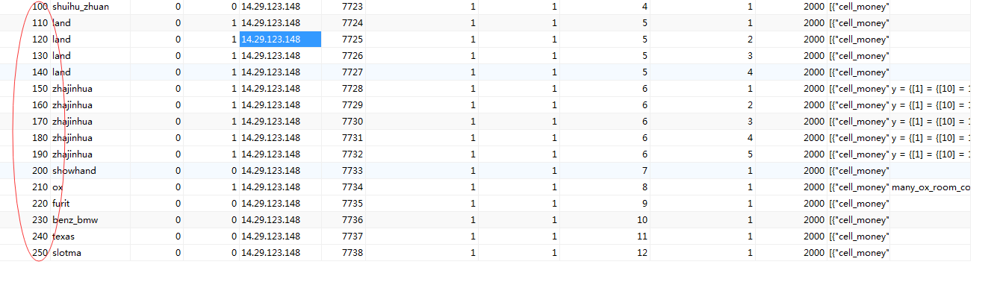 100 shuihu_zhuan 0 0 14.29.123.148 7723 1 1 4 1 2000 [{"cell_money"
110 land 0 1 14.29.123.148 7724 1 1 5 1 2000 [{"cell_money"
120 land 0 1 14.29.123.148 7725 1 1 5 2 2000 [{"cell_money"
130 land 0 1 14.29.123.148 7726 1 1 5 3 2000 [{"cell_money"
140 land 0 1 14.29.123.148 7727 1 1 5 4 2000 [{"cell_money"
150 zhajinhua 0 1 14.29.123.148 7728 1 1 6 1 2000 [{"cell_money" y = {[1] = {[10] = 1
160 zhajinhua 0 1 14.29.123.148 7729 1 1 6 2 2000 [{"cell_money" y = {[1] = {[10] = 1
170 zhajinhua 0 1 14.29.123.148 7730 1 1 6 3 2000 [{"cell_money" y = {[1] = {[10] = 1
180 zhajinhua 0 1 14.29.123.148 7731 1 1 6 4 2000 [{"cell_money" y = {[1] = {[10] = 1
190 zhajinhua 0 1 14.29.123.148 7732 1 1 6 5 2000 [{"cell_money" y = {[1] = {[10] = 1
200 showhand 0 0 14.29.123.148 7733 1 1 7 1 2000 [{"cell_money"
210 ox 0 1 14.29.123.148 7734 1 1 8 1 2000 [{"cell_money" many_ox_room_co
220 furit 0 0 14.29.123.148 7735 1 1 9 1 2000 [{"cell_money"
230 benz_bmw 0 0 14.29.123.148 7736 1 1 10 1 2000 [{"cell_money"
240 texas 0 0 14.29.123.148 7737 1 1 11 1 2000 [{"cell_money"
250 slotma 0 0 14.29.123.148 7738 1 1 12 1 2000 [{"cell_money"